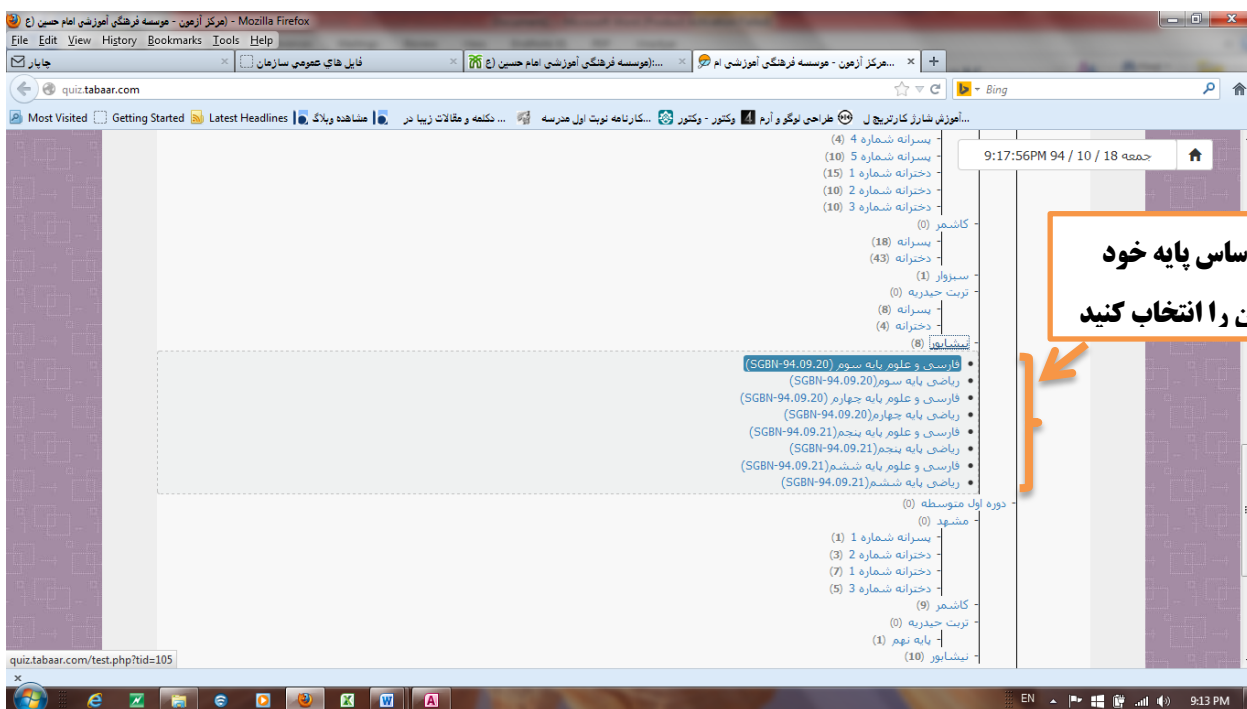 (مرکز آزمون - موسسه فرهنگی آموزشی امام حسین (ع - Mozilla Firefox
File Edit View History Bookmarks Tools Help
چاپار
فایل های عمومی سازمان
(موسسه فرهنگی آموزشی امام حسین (ع:...
مرکز آزمون - موسسه فرهنگی آموزشی ام...
quiz.tabaar.com
Bing
Most Visited Getting Started Latest Headlines مشاهده وبلاگ دکلمه و مقالات زیبا در ... کارنامه نوبت اول مدرسه... وکتور - وکتور طراحی لوگو و آرم آموزش شارژ کارتریج ل...
جمعه 18 / 10 / 94 9:17:56PM
- پسرانه شماره 4 (4)
- پسرانه شماره 5 (10)
- دخترانه شماره 1 (15)
- دخترانه شماره 2 (10)
- دخترانه شماره 3 (10)
- کاشمر (0)
- پسرانه (18)
- دخترانه (43)
- سبزوار (1)
- تربت حیدریه (0)
- پسرانه (8)
- دخترانه (4)
- نیشابور (8)
• فارسی و علوم پایه سوم (SGBN-94.09.20)
• ریاضی پایه سوم(SGBN-94.09.20)
• فارسی و علوم پایه چهارم (SGBN-94.09.20)
• ریاضی پایه چهارم(SGBN-94.09.20)
• فارسی و علوم پایه پنجم(SGBN-94.09.21)
• ریاضی پایه پنجم(SGBN-94.09.21)
• فارسی و علوم پایه ششم(SGBN-94.09.21)
• ریاضی پایه ششم(SGBN-94.09.21)
- دوره اول متوسطه (0)
- مشهد (0)
- پسرانه شماره 1 (1)
- دخترانه شماره 2 (3)
- دخترانه شماره 1 (7)
- دخترانه شماره 3 (5)
- کاشمر (9)
- تربت حیدریه (0)
- پایه نهم (1)
- نیشابور (10)
ساس پایه خود
ن را انتخاب کنید
quiz.tabaar.com/test.php?tid=105
EN 9:13 PM